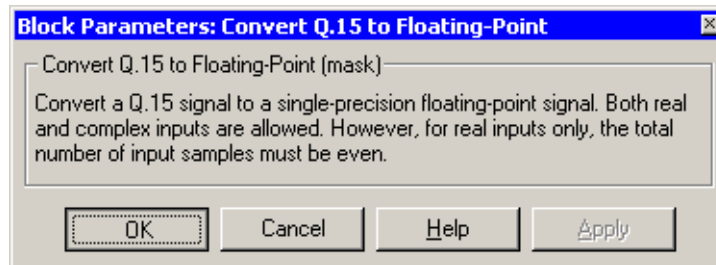 Block Parameters: Convert Q.15 to Floating-Point
Convert Q.15 to Floating-Point (mask)
Convert a Q.15 signal to a single-precision floating-point signal. Both real
and complex inputs are allowed. However, for real inputs only, the total
number of input samples must be even.
OK Cancel Help Apply